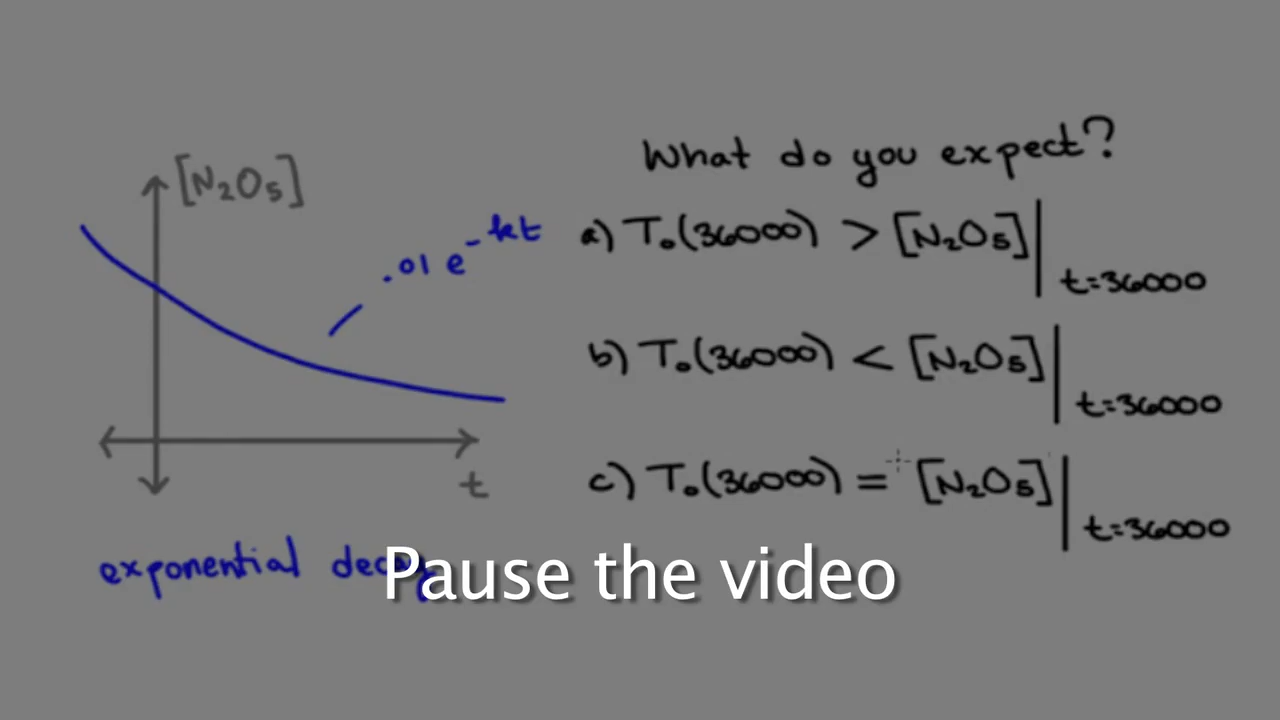 What do you expect?
[N₂O₅]
.01 e^-kt
a) T₀(36000) > [N₂O₅]|t=36000
b) T₀(36000) < [N₂O₅]|t=36000
c) T₀(36000) = [N₂O₅]|t=36000
t
exponential decay
Pause the video